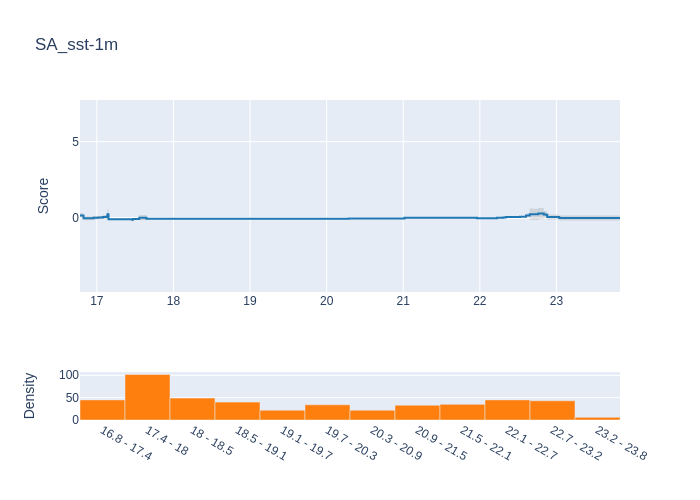 SA_sst-1m
Score
5
0
17 18 19 20 21 22 23
Density
100
50
0
16.8 - 17.4
17.4 - 18
18 - 18.5
18.5 - 19.1
19.1 - 19.7
19.7 - 20.3
20.3 - 20.9
20.9 - 21.5
21.5 - 22.1
22.1 - 22.7
22.7 - 23.2
23.2 - 23.8